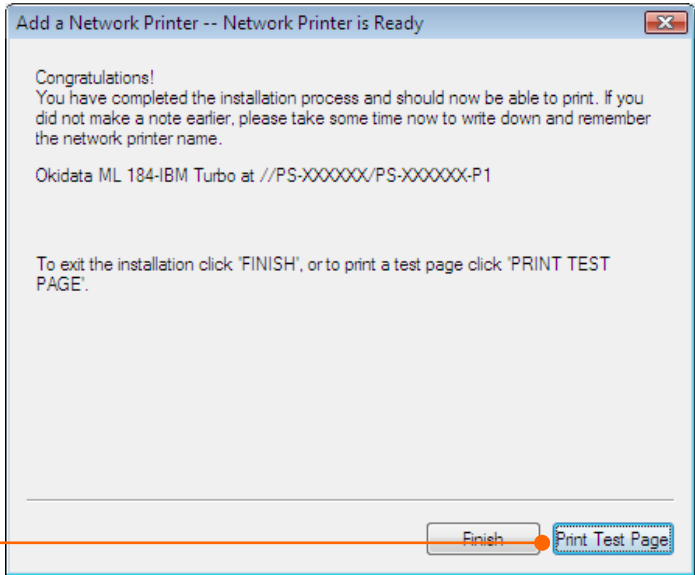 Add a Network Printer -- Network Printer is Ready
Congratulations!
You have completed the installation process and should now be able to print. If you
did not make a note earlier, please take some time now to write down and remember
the network printer name.
Okidata ML 184-IBM Turbo at //PS-XXXXXX/PS-XXXXXX-P1
To exit the installation click 'FINISH', or to print a test page click 'PRINT TEST
PAGE'.
Finish
Print Test Page